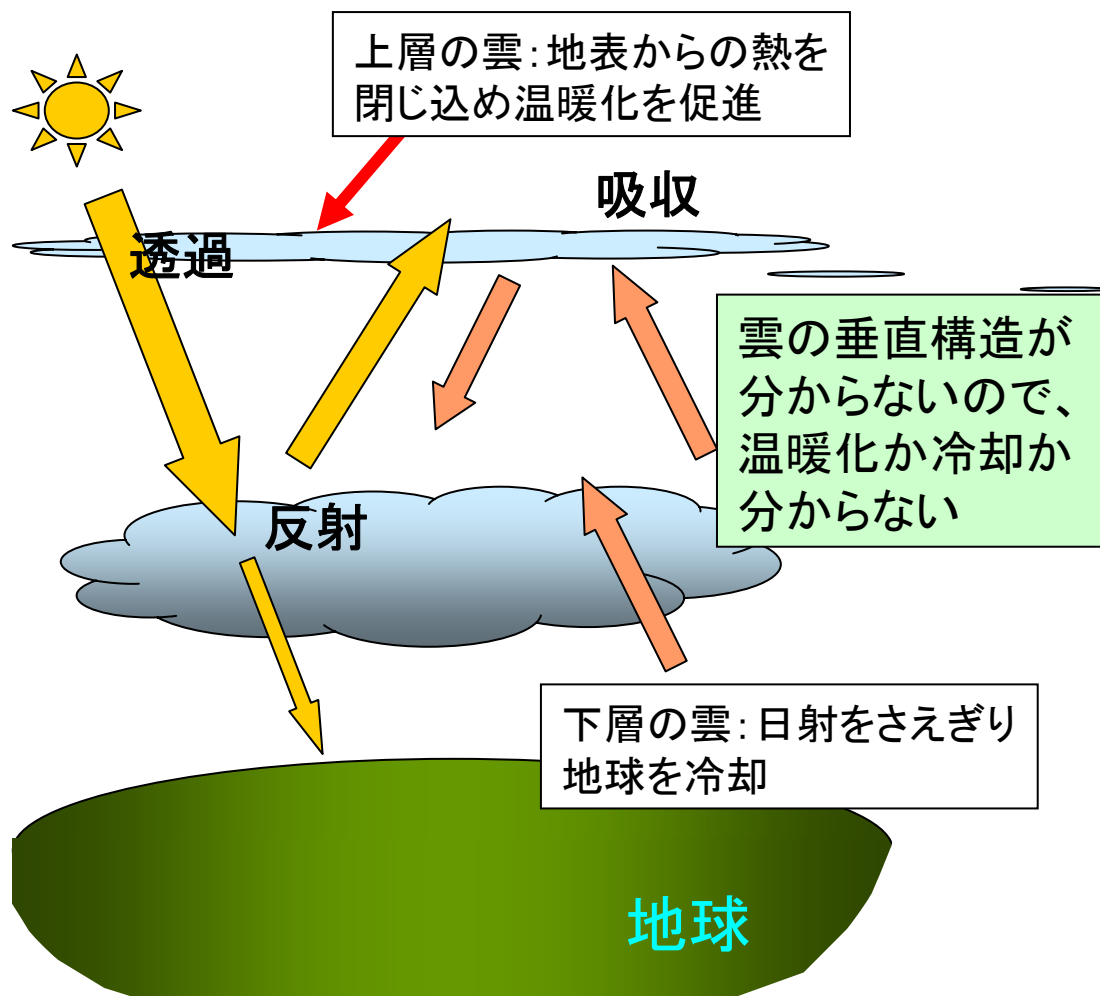 上層の雲：地表からの熱を
閉じ込め温暖化を促進
吸収
透過
雲の垂直構造が
分からないので、
温暖化か冷却か
分からない
反射
下層の雲：日射をさえぎり
地球を冷却
地球